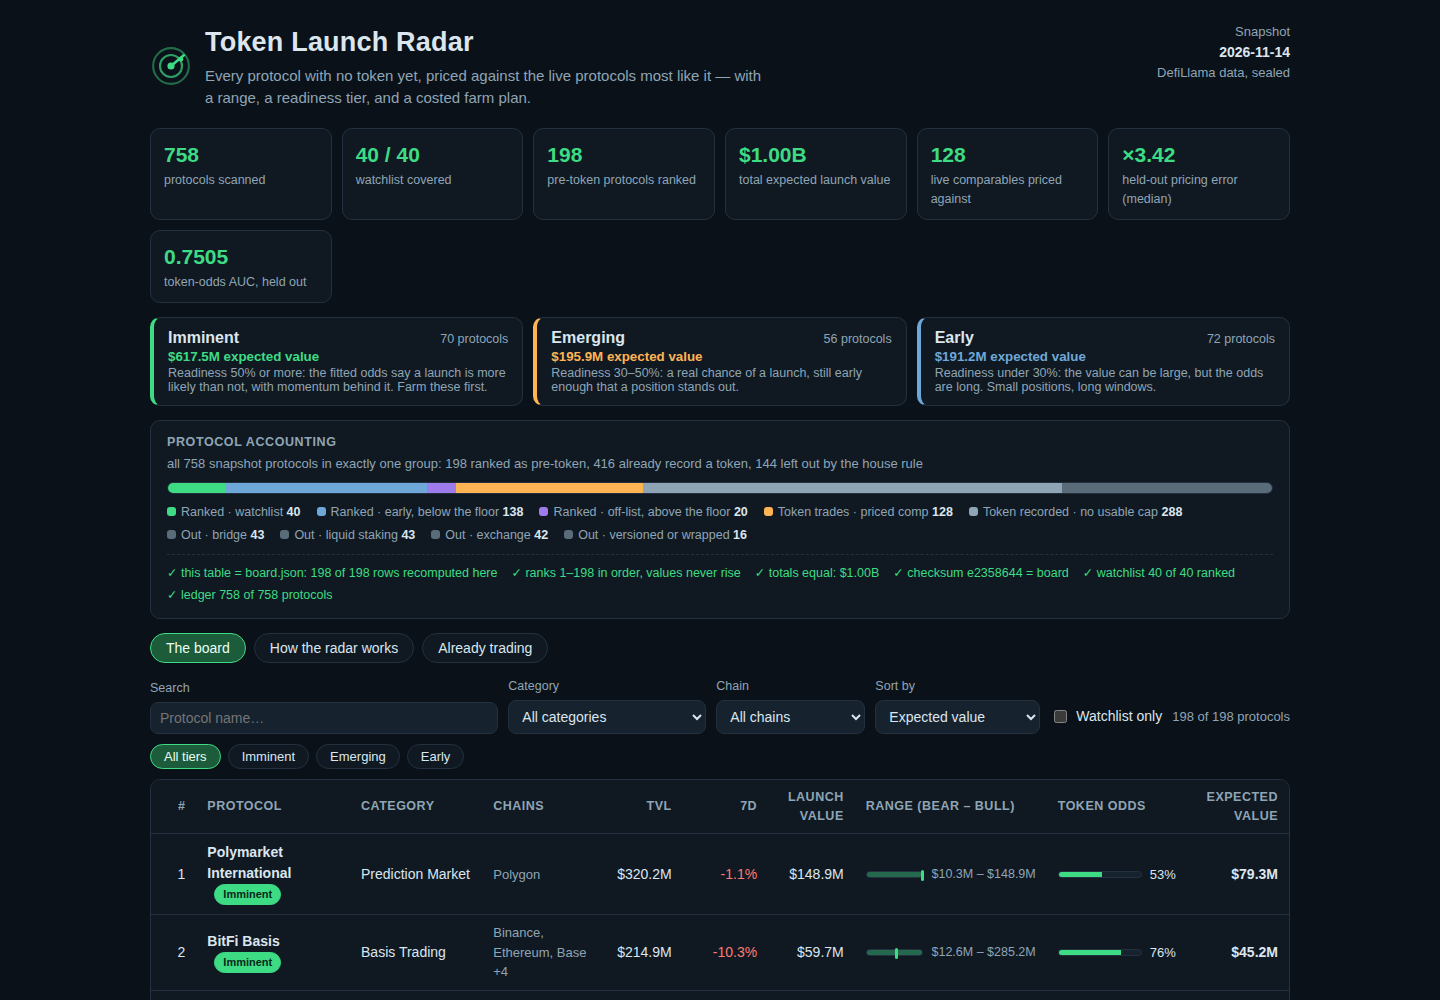 Token Launch Radar
Every protocol with no token yet, priced against the live protocols most like it — with
a range, a readiness tier, and a costed farm plan.
Snapshot
2026-11-14
DefiLlama data, sealed
758
protocols scanned
40 / 40
watchlist covered
198
pre-token protocols ranked
$1.00B
total expected launch value
128
live comparables priced
against
×3.42
held-out pricing error
(median)
0.7505
token-odds AUC, held out
Imminent
70 protocols
$617.5M expected value
Readiness 50% or more: the fitted odds say a launch is more
likely than not, with momentum behind it. Farm these first.
Emerging
56 protocols
$195.9M expected value
Readiness 30–50%: a real chance of a launch, still early
enough that a position stands out.
Early
72 protocols
$191.2M expected value
Readiness under 30%: the value can be large, but the odds
are long. Small positions, long windows.
PROTOCOL ACCOUNTING
all 758 snapshot protocols in exactly one group: 198 ranked as pre-token, 416 already record a token, 144 left out by the house rule
Ranked · watchlist 40
Ranked · early, below the floor 138
Ranked · off-list, above the floor 20
Token trades · priced comp 128
Token recorded · no usable cap 288
Out · bridge 43
Out · liquid staking 43
Out · exchange 42
Out · versioned or wrapped 16
✓ this table = board.json: 198 of 198 rows recomputed here
✓ ranks 1–198 in order, values never rise
✓ totals equal: $1.00B
✓ checksum e2358644 = board
✓ watchlist 40 of 40 ranked
✓ ledger 758 of 758 protocols
The board
How the radar works
Already trading
Search
Protocol name…
Category
All categories
Chain
All chains
Sort by
Expected value
Watchlist only
198 of 198 protocols
All tiers
Imminent
Emerging
Early
#
PROTOCOL
CATEGORY
CHAINS
TVL
7D
LAUNCH
VALUE
RANGE (BEAR – BULL)
TOKEN ODDS
EXPECTED
VALUE
1
Polymarket
International
Imminent
Prediction Market
Polygon
$320.2M
-1.1%
$148.9M
$10.3M – $148.9M
53%
$79.3M
2
BitFi Basis
Imminent
Basis Trading
Binance,
Ethereum, Base
+4
$214.9M
-10.3%
$59.7M
$12.6M – $285.2M
76%
$45.2M